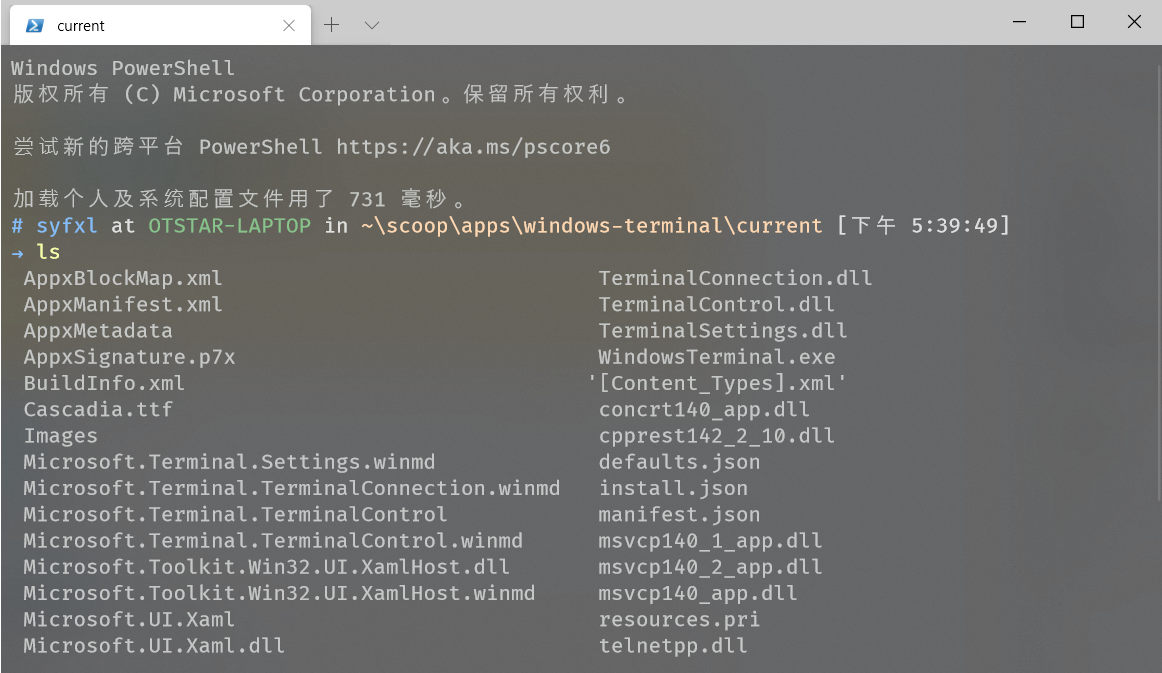 current
Windows PowerShell
版权所有 (C) Microsoft Corporation。保留所有权利。
尝试新的跨平台 PowerShell https://aka.ms/pscore6
加载个人及系统配置文件用了 731 毫秒。
# syfxl at OTSTAR-LAPTOP in ~\scoop\apps\windows-terminal\current [下午 5:39:49]
→ ls
AppxBlockMap.xml TerminalConnection.dll
AppxManifest.xml TerminalControl.dll
AppxMetadata TerminalSettings.dll
AppxSignature.p7x WindowsTerminal.exe
BuildInfo.xml '[Content_Types].xml'
Cascadia.ttf concrt140_app.dll
Images cpprest142_2_10.dll
Microsoft.Terminal.Settings.winmd defaults.json
Microsoft.Terminal.TerminalConnection.winmd install.json
Microsoft.Terminal.TerminalControl manifest.json
Microsoft.Terminal.TerminalControl.winmd msvcp140_1_app.dll
Microsoft.Toolkit.Win32.UI.XamlHost.dll msvcp140_2_app.dll
Microsoft.Toolkit.Win32.UI.XamlHost.winmd msvcp140_app.dll
Microsoft.UI.Xaml resources.pri
Microsoft.UI.Xaml.dll telnetpp.dll